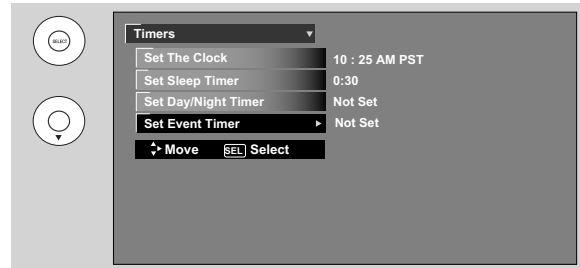 SELECT
Timers
Set The Clock 10 : 25 AM PST
Set Sleep Timer 0:30
Set Day/Night Timer Not Set
Set Event Timer Not Set
Move SEL Select